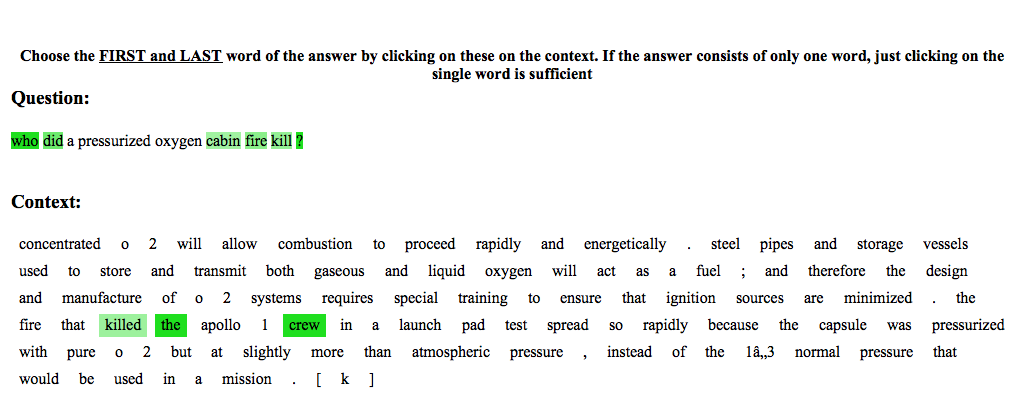 Choose the FIRST and LAST word of the answer by clicking on these on the context. If the answer consists of only one word, just clicking on the
single word is sufficient
Question:
who did a pressurized oxygen cabin fire kill ?
Context:
concentrated o 2 will allow combustion to proceed rapidly and energetically . steel pipes and storage vessels
used to store and transmit both gaseous and liquid oxygen will act as a fuel ; and therefore the design
and manufacture of o 2 systems requires special training to ensure that ignition sources are minimized . the
fire that killed the apollo 1 crew in a launch pad test spread so rapidly because the capsule was pressurized
with pure o 2 but at slightly more than atmospheric pressure , instead of the 1â„3 normal pressure that
would be used in a mission . [ k ]